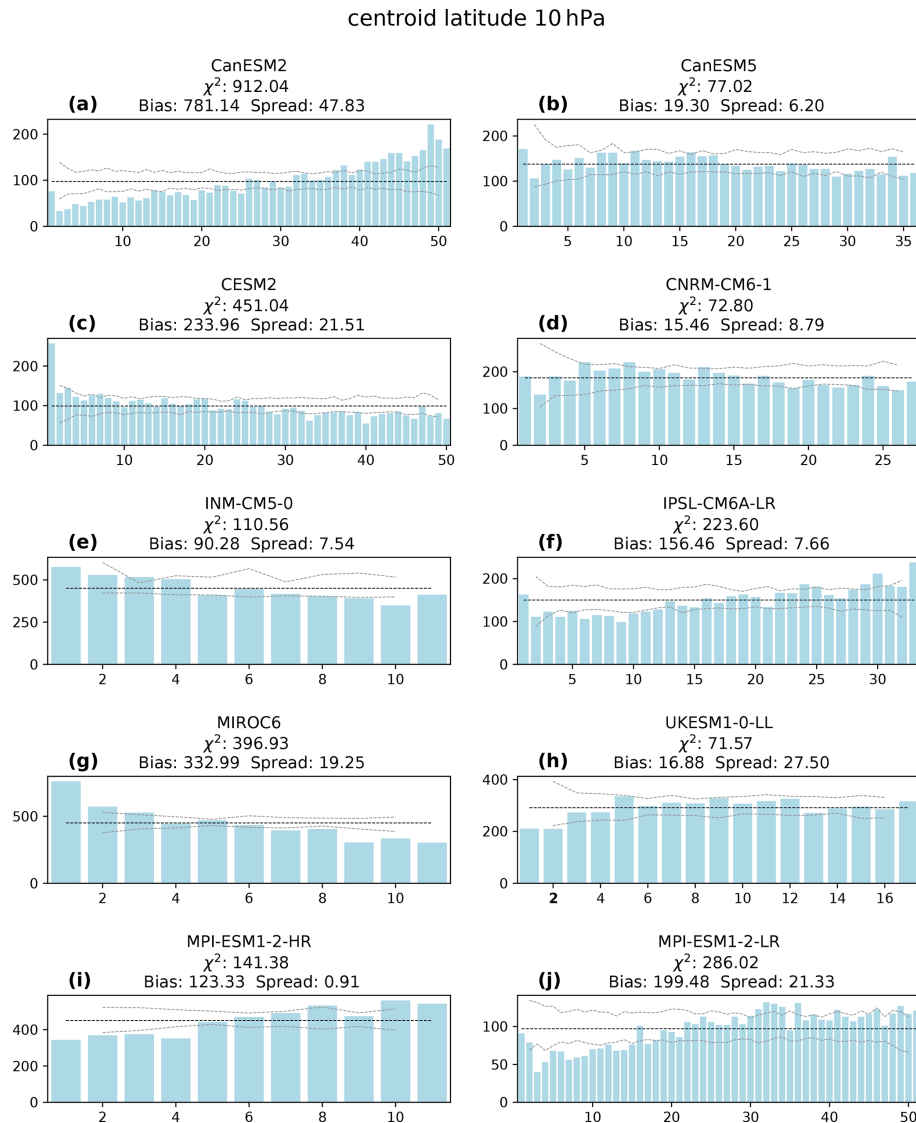 centroid latitude 10 hPa
CanESM2
χ²: 912.04
(a) Bias: 781.14 Spread: 47.83
200
100
0
10 20 30 40 50
CanESM5
χ²: 77.02
(b) Bias: 19.30 Spread: 6.20
200
100
0
5 10 15 20 25 30 35
CESM2
χ²: 451.04
(c) Bias: 233.96 Spread: 21.51
200
100
0
10 20 30 40 50
CNRM-CM6-1
χ²: 72.80
(d) Bias: 15.46 Spread: 8.79
200
100
0
5 10 15 20 25
INM-CM5-0
χ²: 110.56
(e) Bias: 90.28 Spread: 7.54
500
250
0
2 4 6 8 10
IPSL-CM6A-LR
χ²: 223.60
(f) Bias: 156.46 Spread: 7.66
200
100
0
5 10 15 20 25 30
MIROC6
χ²: 396.93
(g) Bias: 332.99 Spread: 19.25
500
250
0
2 4 6 8 10
UKESM1-0-LL
χ²: 71.57
(h) Bias: 16.88 Spread: 27.50
400
200
0
2 4 6 8 10 12 14 16
MPI-ESM1-2-HR
χ²: 141.38
(i) Bias: 123.33 Spread: 0.91
400
200
0
2 4 6 8 10
MPI-ESM1-2-LR
χ²: 286.02
(j) Bias: 199.48 Spread: 21.33
100
50
0
10 20 30 40 50